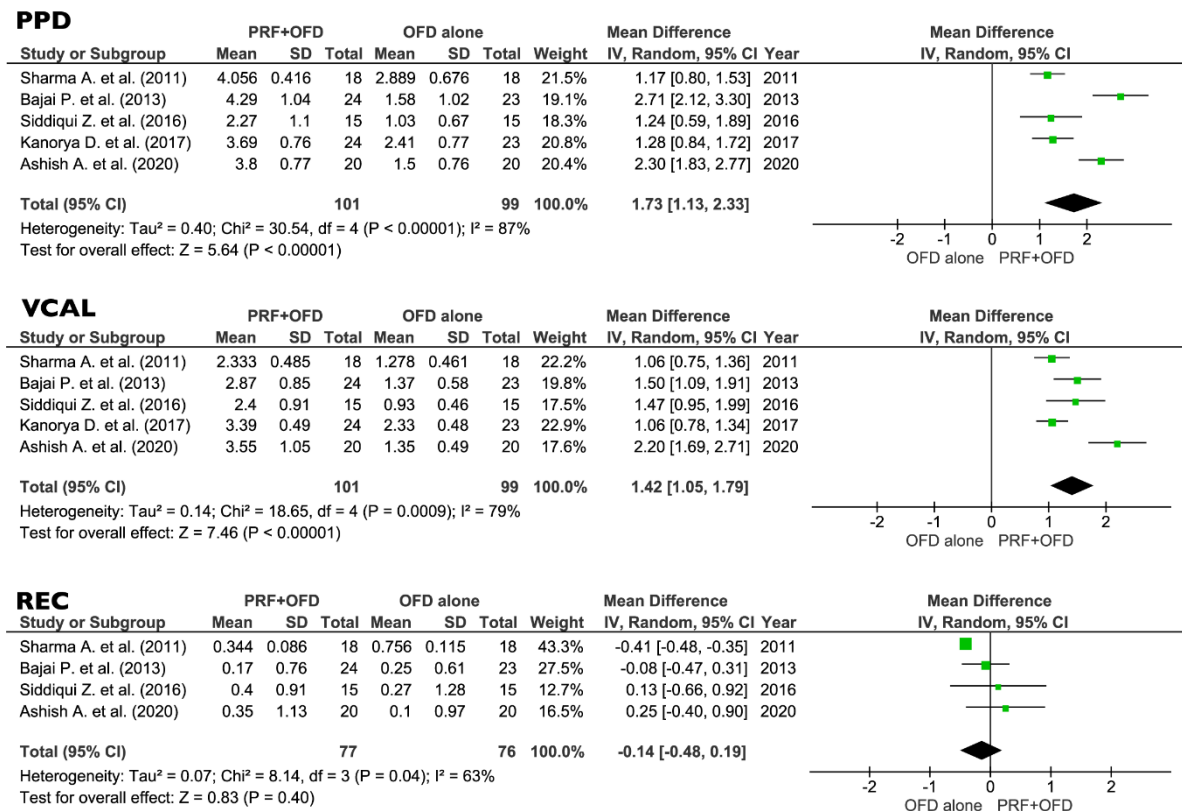 PPD
PRF+OFD OFD alone Mean Difference Mean Difference
Study or Subgroup Mean SD Total Mean SD Total Weight IV, Random, 95% CI Year IV, Random, 95% CI
Sharma A. et al. (2011) 4.056 0.416 18 2.889 0.676 18 21.5% 1.17 [0.80, 1.53] 2011
Bajai P. et al. (2013) 4.29 1.04 24 1.58 1.02 23 19.1% 2.71 [2.12, 3.30] 2013
Siddiqui Z. et al. (2016) 2.27 1.1 15 1.03 0.67 15 18.3% 1.24 [0.59, 1.89] 2016
Kanorya D. et al. (2017) 3.69 0.76 24 2.41 0.77 23 20.8% 1.28 [0.84, 1.72] 2017
Ashish A. et al. (2020) 3.8 0.77 20 1.5 0.76 20 20.4% 2.30 [1.83, 2.77] 2020
Total (95% CI) 101 99 100.0% 1.73 [1.13, 2.33]
Heterogeneity: Tau² = 0.40; Chi² = 30.54, df = 4 (P < 0.00001); I² = 87%
Test for overall effect: Z = 5.64 (P < 0.00001)
-2 -1 0 1 2
OFD alone PRF+OFD
VCAL
PRF+OFD OFD alone Mean Difference Mean Difference
Study or Subgroup Mean SD Total Mean SD Total Weight IV, Random, 95% CI Year IV, Random, 95% CI
Sharma A. et al. (2011) 2.333 0.485 18 1.278 0.461 18 22.2% 1.06 [0.75, 1.36] 2011
Bajai P. et al. (2013) 2.87 0.85 24 1.37 0.58 23 19.8% 1.50 [1.09, 1.91] 2013
Siddiqui Z. et al. (2016) 2.4 0.91 15 0.93 0.46 15 17.5% 1.47 [0.95, 1.99] 2016
Kanorya D. et al. (2017) 3.39 0.49 24 2.33 0.48 23 22.9% 1.06 [0.78, 1.34] 2017
Ashish A. et al. (2020) 3.55 1.05 20 1.35 0.49 20 17.6% 2.20 [1.69, 2.71] 2020
Total (95% CI) 101 99 100.0% 1.42 [1.05, 1.79]
Heterogeneity: Tau² = 0.14; Chi² = 18.65, df = 4 (P = 0.0009); I² = 79%
Test for overall effect: Z = 7.46 (P < 0.00001)
-2 -1 0 1 2
OFD alone PRF+OFD
REC
PRF+OFD OFD alone Mean Difference Mean Difference
Study or Subgroup Mean SD Total Mean SD Total Weight IV, Random, 95% CI Year IV, Random, 95% CI
Sharma A. et al. (2011) 0.344 0.086 18 0.756 0.115 18 43.3% -0.41 [-0.48, -0.35] 2011
Bajai P. et al. (2013) 0.17 0.76 24 0.25 0.61 23 27.5% -0.08 [-0.47, 0.31] 2013
Siddiqui Z. et al. (2016) 0.4 0.91 15 0.27 1.28 15 12.7% 0.13 [-0.66, 0.92] 2016
Ashish A. et al. (2020) 0.35 1.13 20 0.1 0.97 20 16.5% 0.25 [-0.40, 0.90] 2020
Total (95% CI) 77 76 100.0% -0.14 [-0.48, 0.19]
Heterogeneity: Tau² = 0.07; Chi² = 8.14, df = 3 (P = 0.04); I² = 63%
Test for overall effect: Z = 0.83 (P = 0.40)
-2 -1 0 1 2
OFD alone PRF+OFD